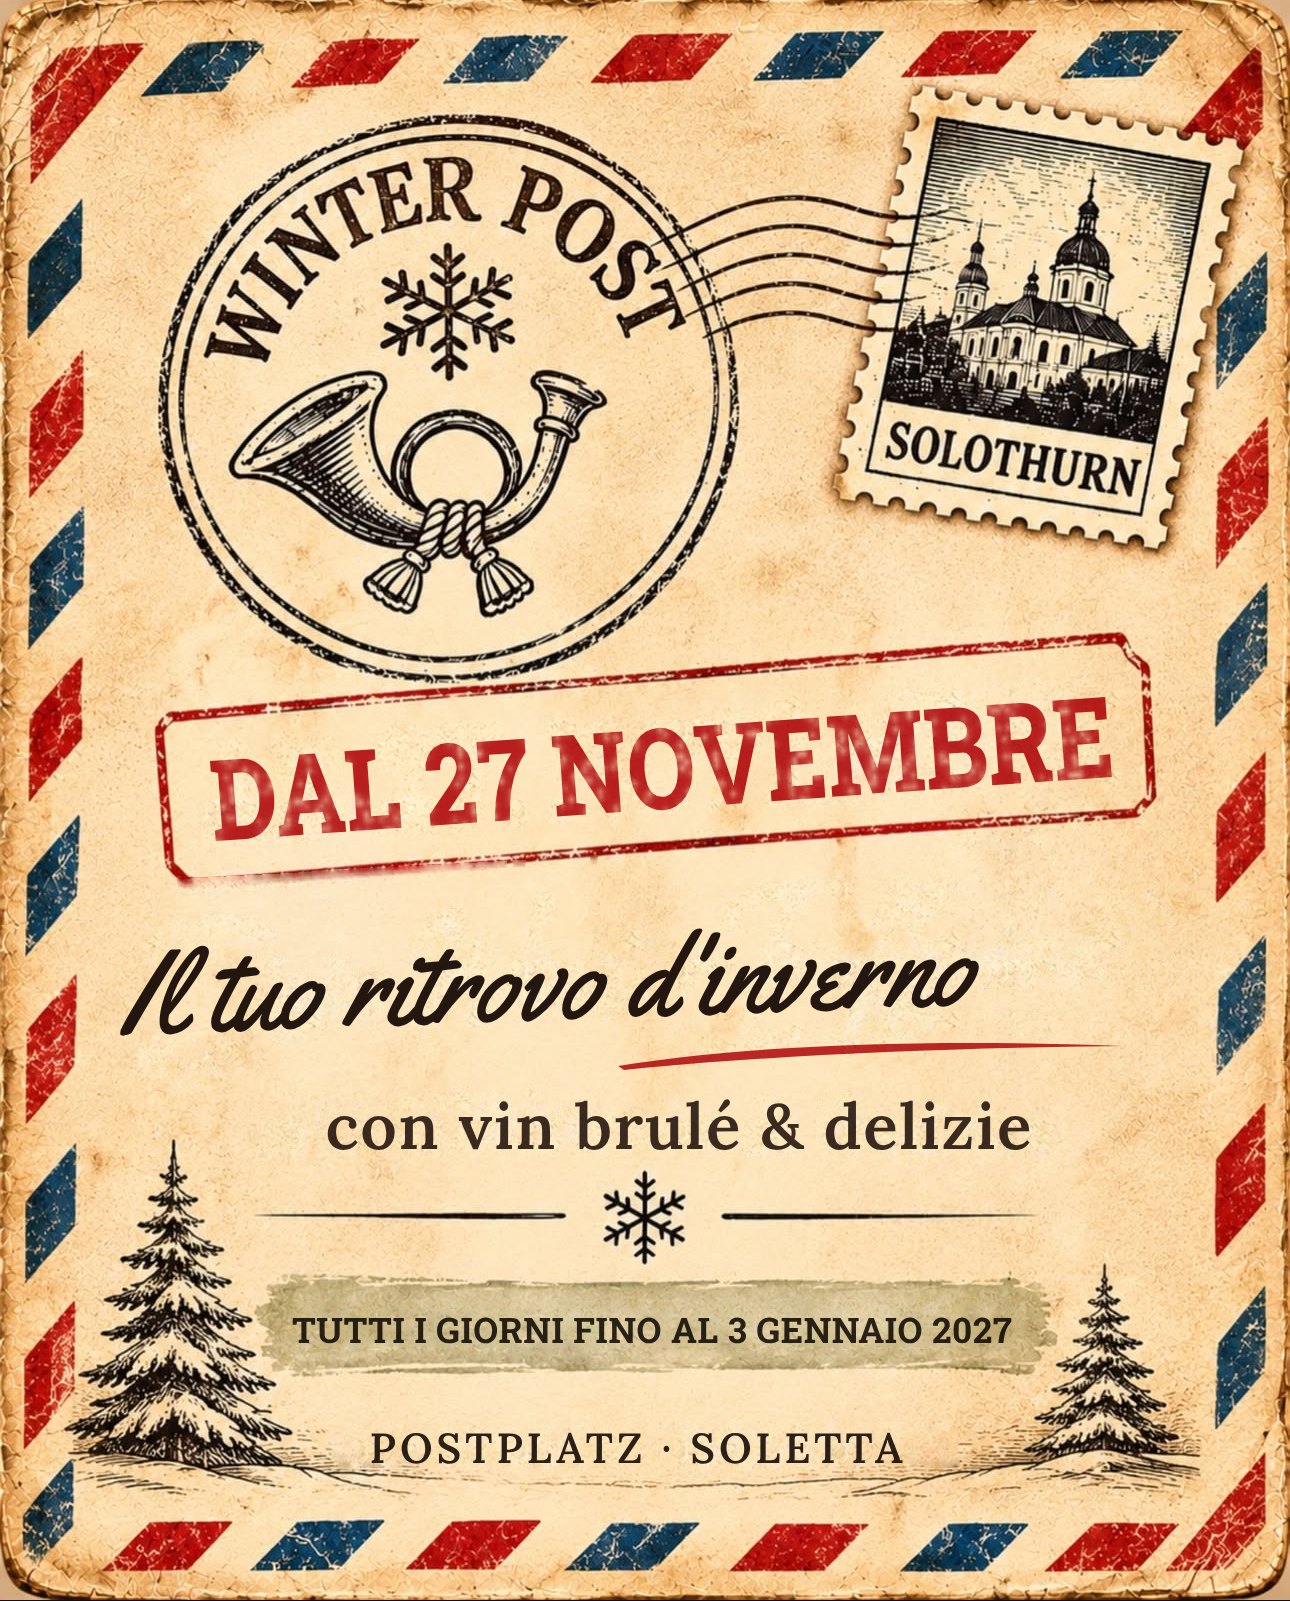 WINTER POST
SOLOTHURN
DAL 27 NOVEMBRE
Il tuo ritrovo d'inverno
con vin brulé & delizie
TUTTI I GIORNI FINO AL 3 GENNAIO 2027
POSTPLATZ · SOLETTA